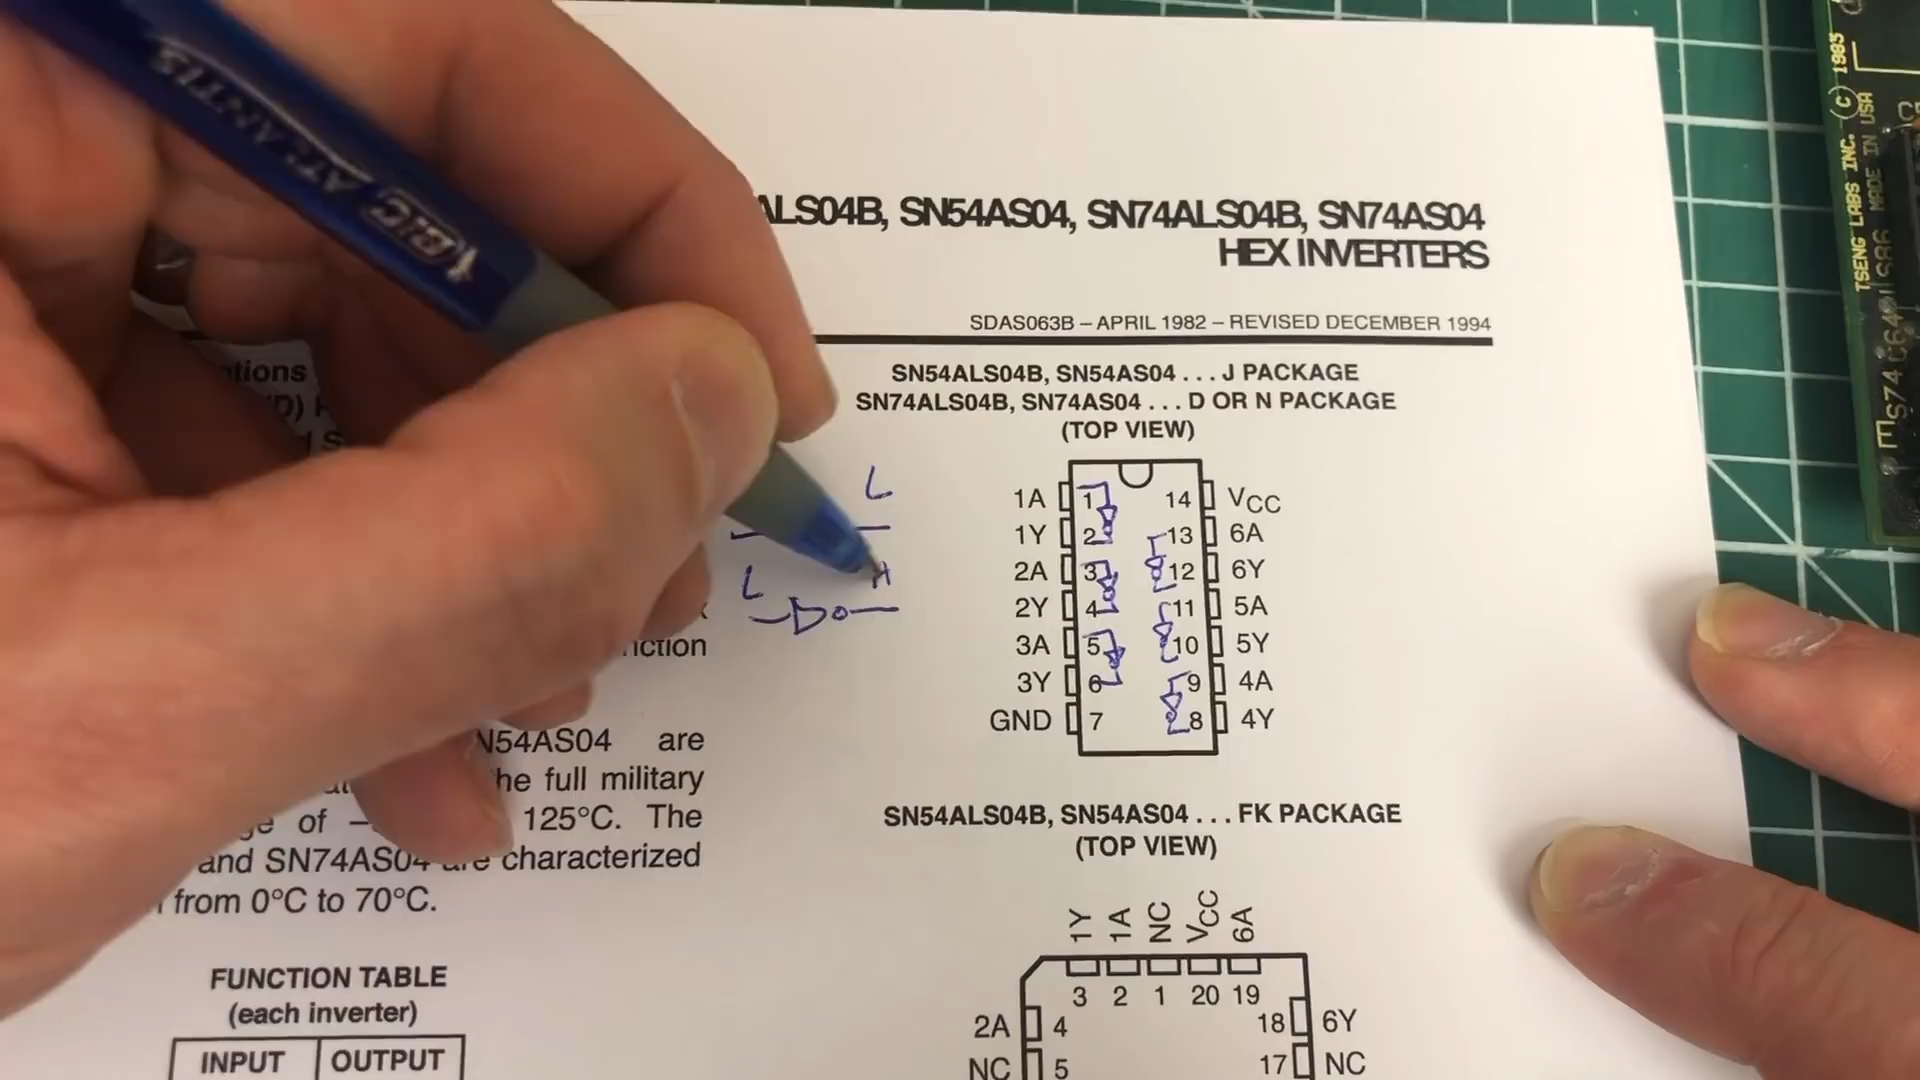 BIC ATLANTIS
ALS04B, SN54AS04, SN74ALS04B, SN74AS04
HEX INVERTERS
SDAS063B – APRIL 1982 – REVISED DECEMBER 1994
SN54ALS04B, SN54AS04 . . . J PACKAGE
SN74ALS04B, SN74AS04 . . . D OR N PACKAGE
(TOP VIEW)
1A 1 14 VCC
1Y 2 13 6A
2A 3 12 6Y
2Y 4 11 5A
3A 5 10 5Y
3Y 6 9 4A
GND 7 8 4Y
L
L H
N54AS04 are
he full military
of 125°C. The
and SN74AS04 are characterized
from 0°C to 70°C.
FUNCTION TABLE
(each inverter)
INPUT OUTPUT
SN54ALS04B, SN54AS04 . . . FK PACKAGE
(TOP VIEW)
1Y 1A NC VCC 6A
3 2 1 20 19
2A 4 18 6Y
NC 5 17 NC
TSENG LABS INC. (C) 1983
MADE IN USA